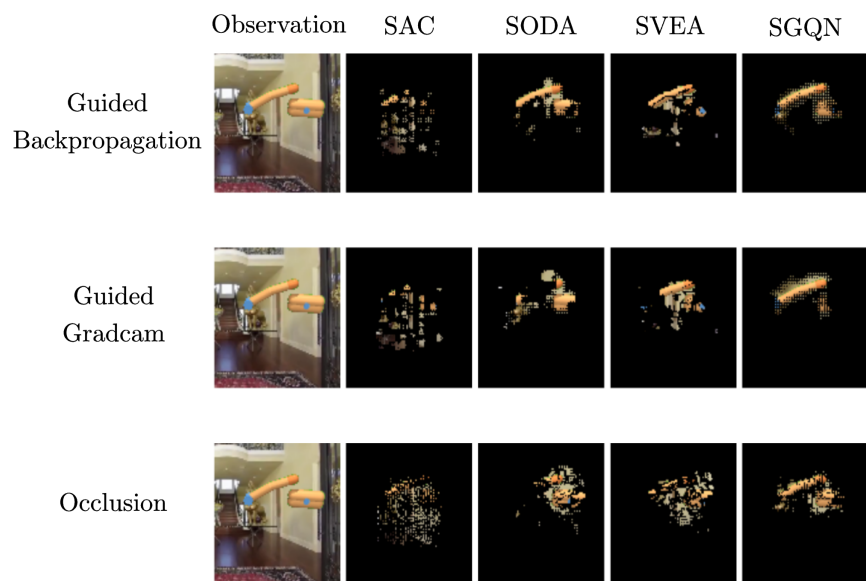 Observation SAC SODA SVEA SGQN
Guided
Backpropagation
Guided
Gradcam
Occlusion